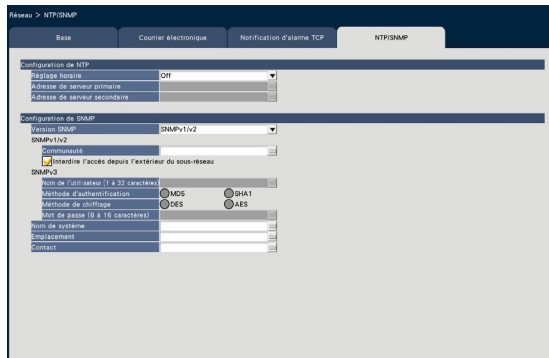 Réseau > NTP/SNMP
Base Courrier électronique Notification d'alarme TCP NTP/SNMP
Configuration de NTP
Réglage horaire Off
Adresse de serveur primaire
Adresse de serveur secondaire
Configuration de SNMP
Version SNMP SNMPv1/v2
SNMPv1/v2
Communauté
Interdire l'accès depuis l'extérieur du sous-réseau
SNMPv3
Nom de l'utilisateur (1 à 32 caractères)
Méthode d'authentification MD5 SHA1
Méthode de chiffrage DES AES
Mot de passe (8 à 16 caractères)
Nom de système
Emplacement
Contact